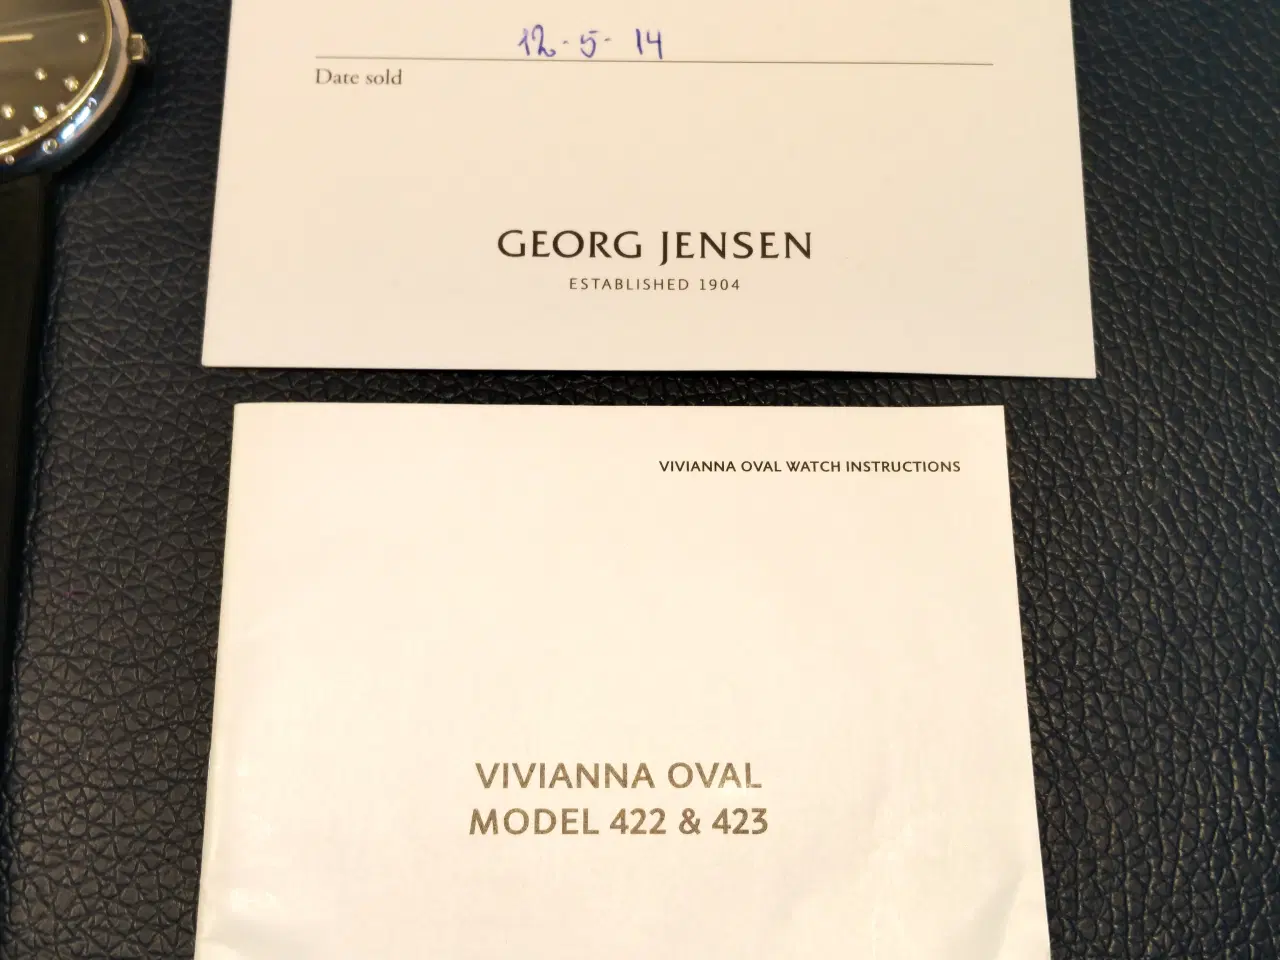 12-5-14
Date sold
GEORG JENSEN
ESTABLISHED 1904
VIVIANNA OVAL WATCH INSTRUCTIONS
VIVIANNA OVAL
MODEL 422 & 423